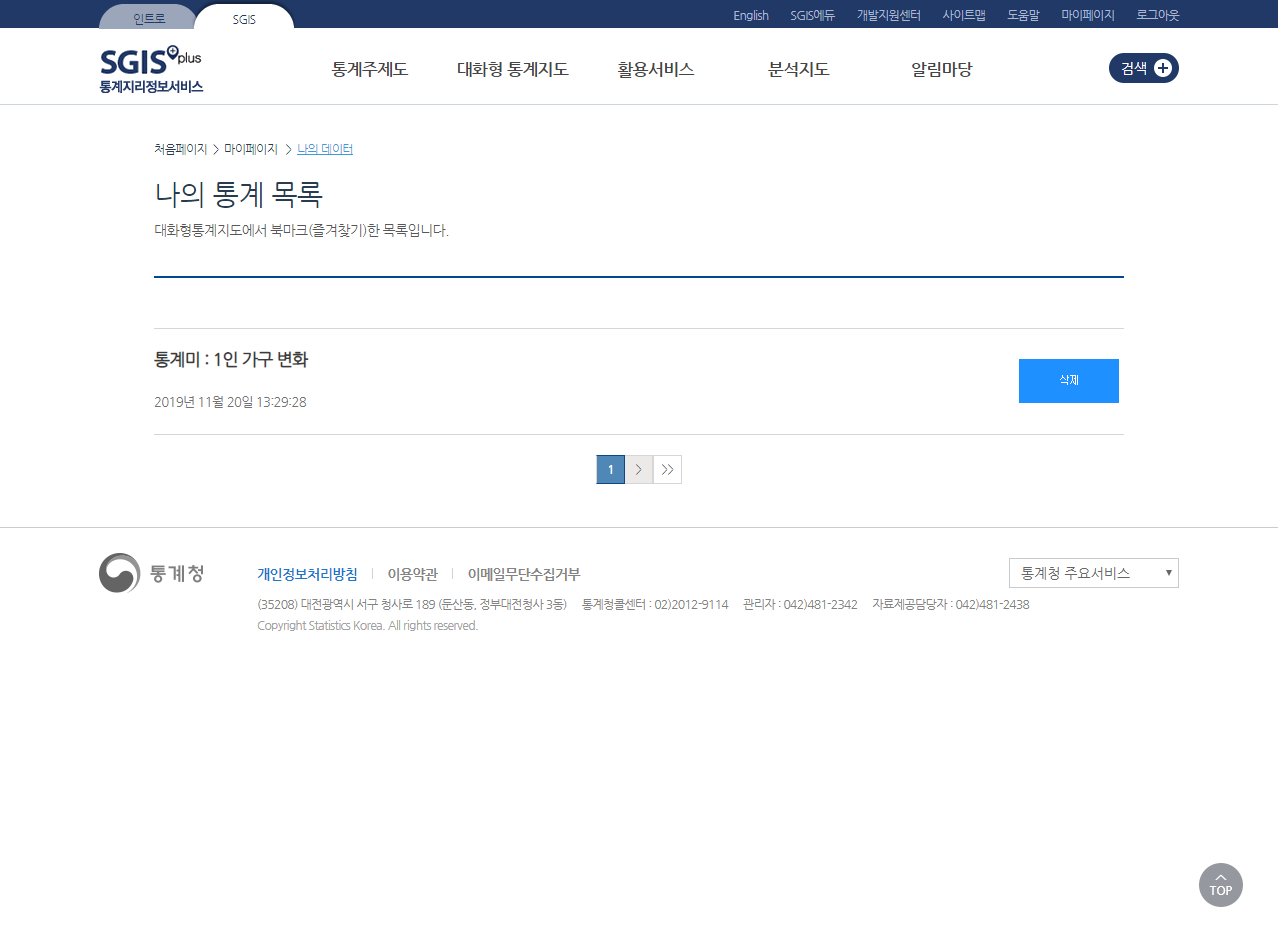 인트로
SGIS
English SGIS에듀 개발지원센터 사이트맵 도움말 마이페이지 로그아웃
SGIS plus
통계지리정보서비스
통계주제도 대화형 통계지도 활용서비스 분석지도 알림마당
검색
처음페이지 > 마이페이지 > 나의 데이터
나의 통계 목록
대화형통계지도에서 북마크(즐겨찾기)한 목록입니다.
통계미 : 1인 가구 변화
삭제
2019년 11월 20일 13:29:28
1 > >>
통계청
개인정보처리방침 이용약관 이메일무단수집거부
통계청 주요서비스
(35208) 대전광역시 서구 청사로 189 (둔산동, 정부대전청사 3동) 통계청콜센터 : 02)2012-9114 관리자 : 042)481-2342 자료제공담당자 : 042)481-2438
Copyright Statistics Korea. All rights reserved.
TOP